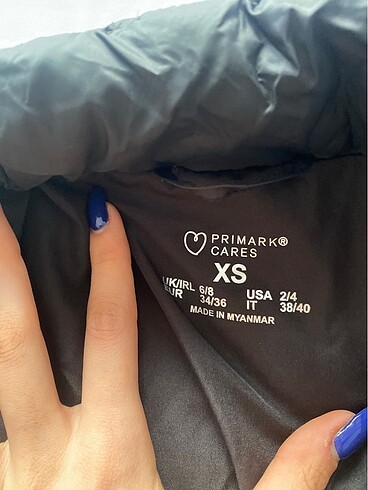 PRIMARK®
CARES
XS
UK/IRL 6/8 USA 2/4
EUR 34/36 IT 38/40
MADE IN MYANMAR